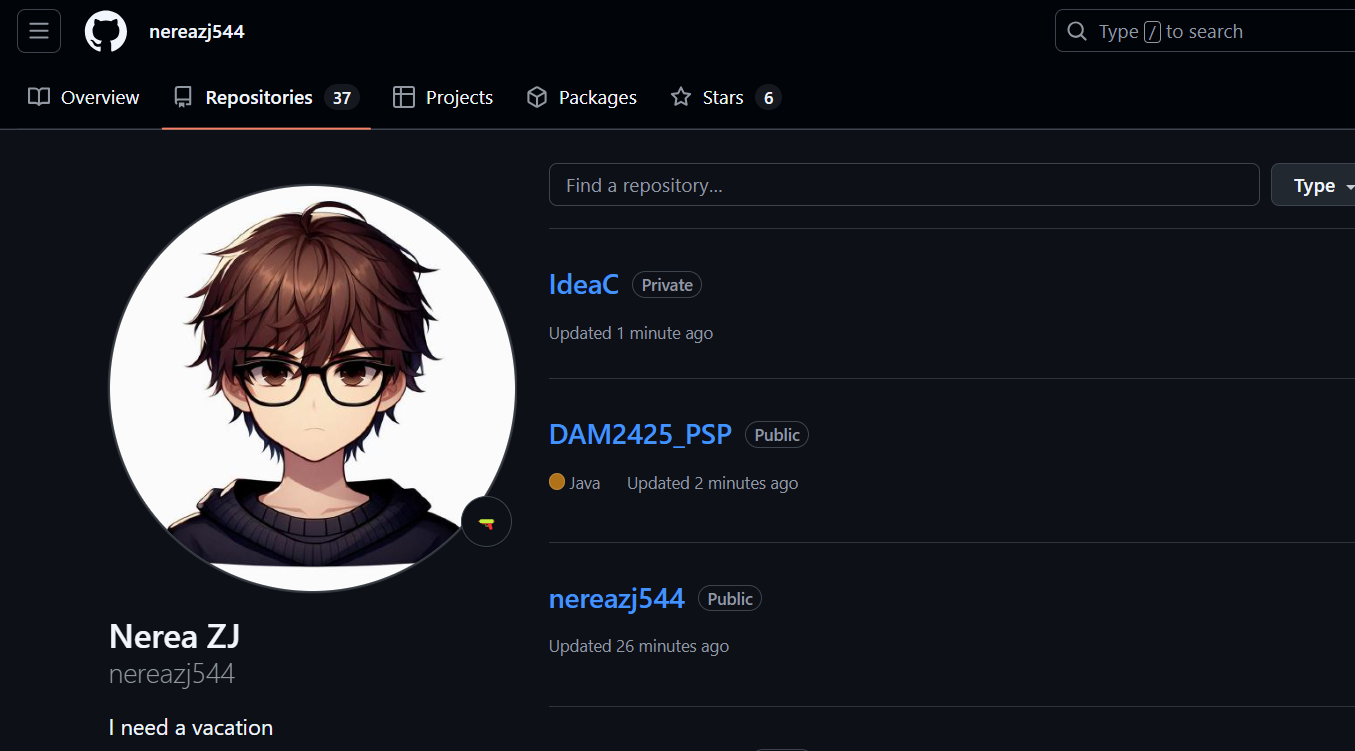 nereazj544
Type / to search
Overview
Repositories 37
Projects
Packages
Stars 6
Find a repository...
Type
IdeaC Private
Updated 1 minute ago
DAM2425_PSP Public
Java Updated 2 minutes ago
nereazj544 Public
Updated 26 minutes ago
Nerea ZJ
nereazj544
I need a vacation